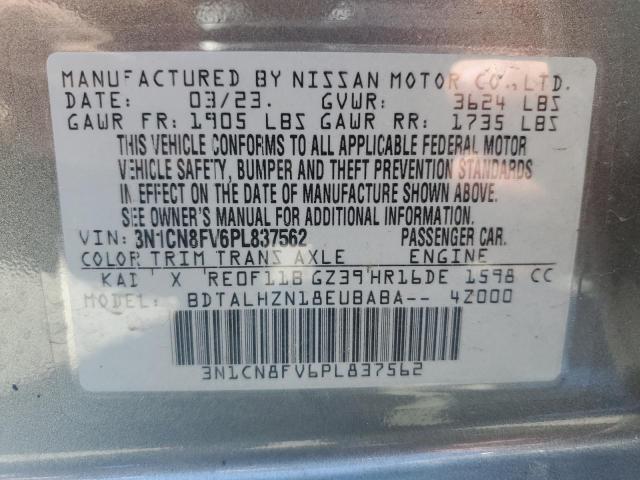 MANUFACTURED BY NISSAN MOTOR CO., LTD.
DATE: 03/23. GVWR: 3624 LBS
GAWR FR: 1905 LBS GAWR RR: 1735 LBS
THIS VEHICLE CONFORMS TO ALL APPLICABLE FEDERAL MOTOR
VEHICLE SAFETY, BUMPER AND THEFT PREVENTION STANDARDS
IN EFFECT ON THE DATE OF MANUFACTURE SHOWN ABOVE.
SEE OWNER'S MANUAL FOR ADDITIONAL INFORMATION
VIN: 3N1CN8FV6PL837562 PASSENGER CAR.
COLOR TRIM TRANS AXLE ENGINE
KAD X RE0F11B GZ39 HR16DE 1598 CC
MODEL: BDTALHZN18EUBABA-- 4Z000
3N1CN8FV6PL837562